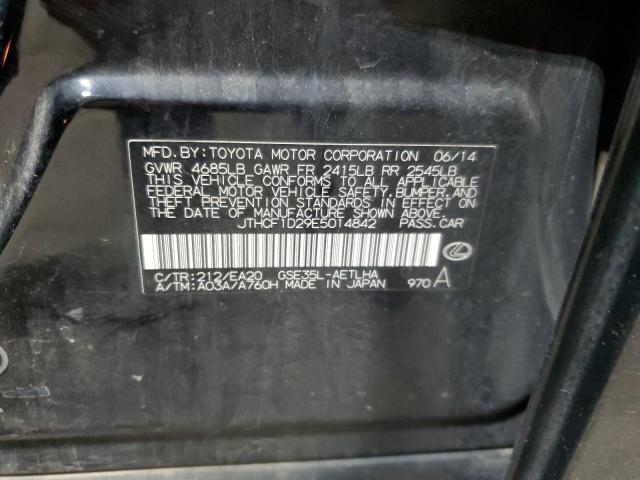 MFD.BY:TOYOTA MOTOR CORPORATION 06/14
GVWR 4685LB GAWR FR 2415LB RR 2545LB
THIS VEHICLE CONFORMS TO ALL APPLICABLE
FEDERAL MOTOR VEHICLE SAFETY, BUMPER, AND
THEFT PREVENTION STANDARDS IN EFFECT ON
THE DATE OF MANUFACTURE SHOWN ABOVE.
JTHCF1D29E5014842 PASS.CAR
C/TR:212/EA20 GSE35L-AETLHA
A/TM:A03A/A760H MADE IN JAPAN 970 A